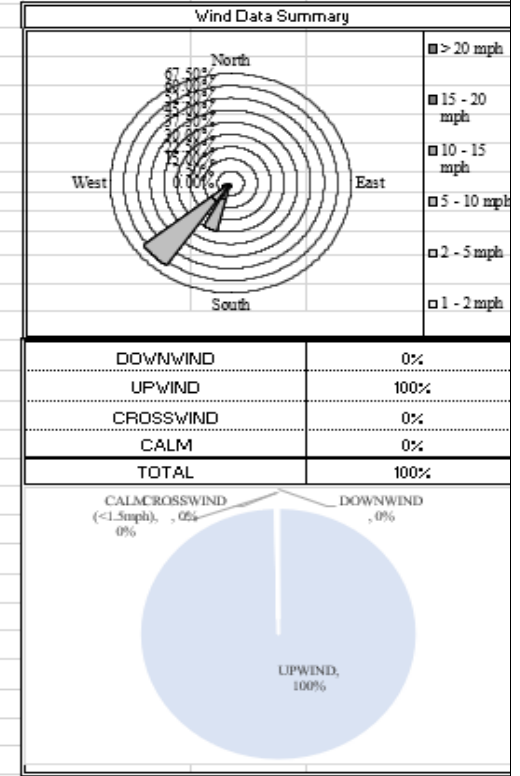 Wind Data Summary
North
67.50%
0.00%
West
East
South
> 20 mph
15 - 20
mph
10 - 15
mph
5 - 10 mph
2 - 5 mph
1 - 2 mph
DOWNWIND 0%
UPWIND 100%
CROSSWIND 0%
CALM 0%
TOTAL 100%
CALM CROSSWIND DOWNWIND
(<1.5mph), , 0% , 0%
0%
UPWIND,
100%